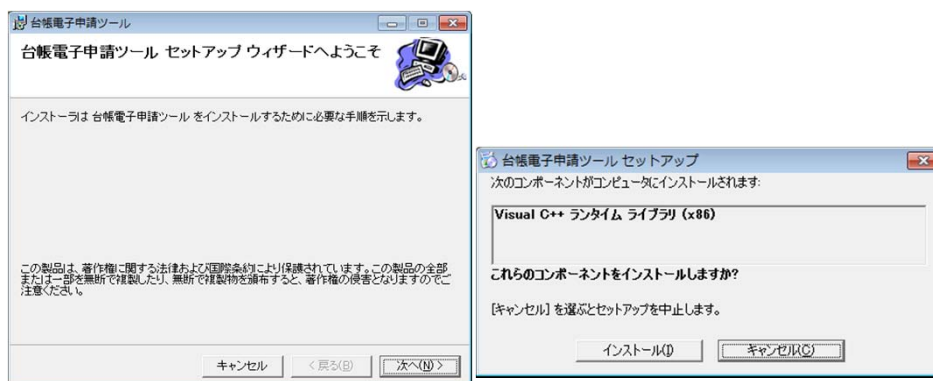 台帳電子申請ツール
台帳電子申請ツール セットアップ ウィザードへようこそ
インストーラは 台帳電子申請ツール をインストールするために必要な手順を示します。
この製品は、著作権に関する法律および国際条約により保護されています。この製品の全部
または一部を無断で複製したり、無断で複製物を頒布すると、著作権の侵害となりますのでご
注意ください。
キャンセル
< 戻る(B)
次へ(N) >
台帳電子申請ツール セットアップ
次のコンポーネントがコンピュータにインストールされます:
Visual C++ ランタイム ライブラリ (x86)
これらのコンポーネントをインストールしますか?
[キャンセル] を選ぶとセットアップを中止します。
インストール(I)
キャンセル(C)